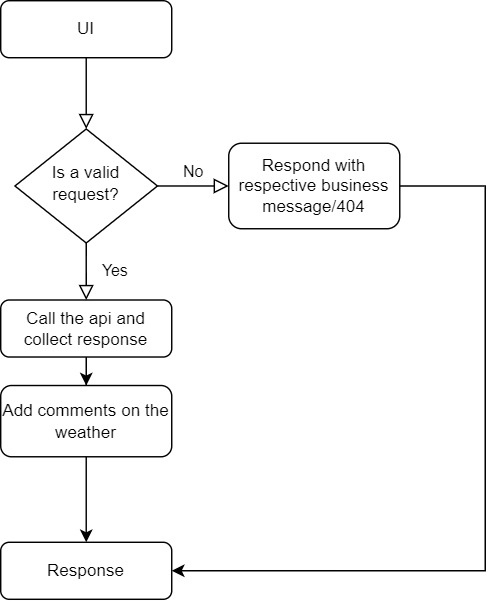 UI
Is a valid
request?
No
Respond with
respective business
message/404
Yes
Call the api and
collect response
Add comments on the
weather
Response